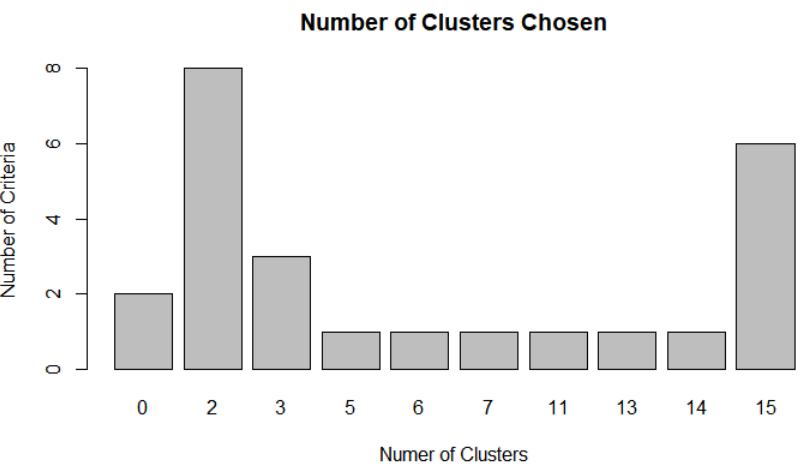 Number of Clusters Chosen
Number of Criteria
8
6
4
2
0
0 2 3 5 6 7 11 13 14 15
Numer of Clusters